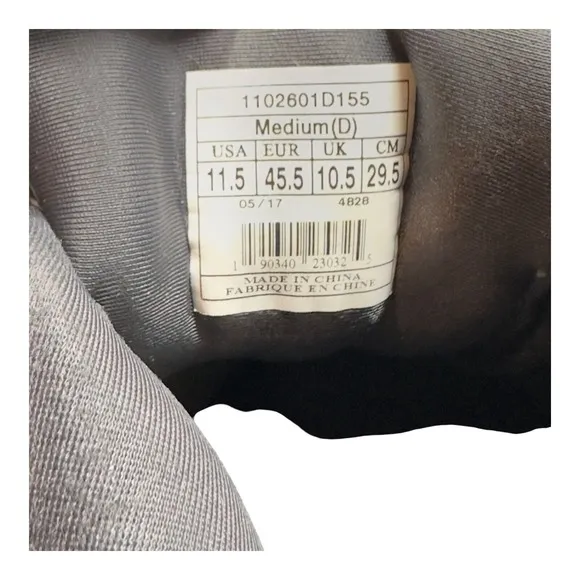 1102601D155
Medium(D)
USA EUR UK CM
11.5 45.5 10.5 29.5
05/17 4828
1 90340 23032 5
MADE IN CHINA
FABRIQUE EN CHINE